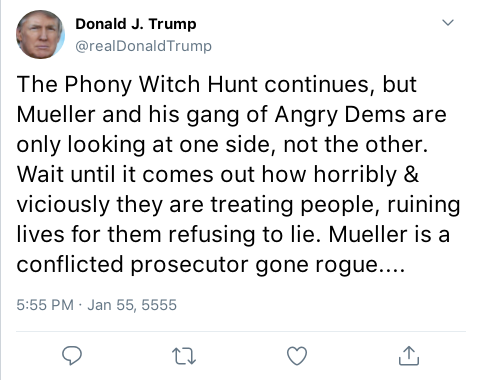 Donald J. Trump
@realDonaldTrump
The Phony Witch Hunt continues, but
Mueller and his gang of Angry Dems are
only looking at one side, not the other.
Wait until it comes out how horribly &
viciously they are treating people, ruining
lives for them refusing to lie. Mueller is a
conflicted prosecutor gone rogue....
5:55 PM · Jan 55, 5555